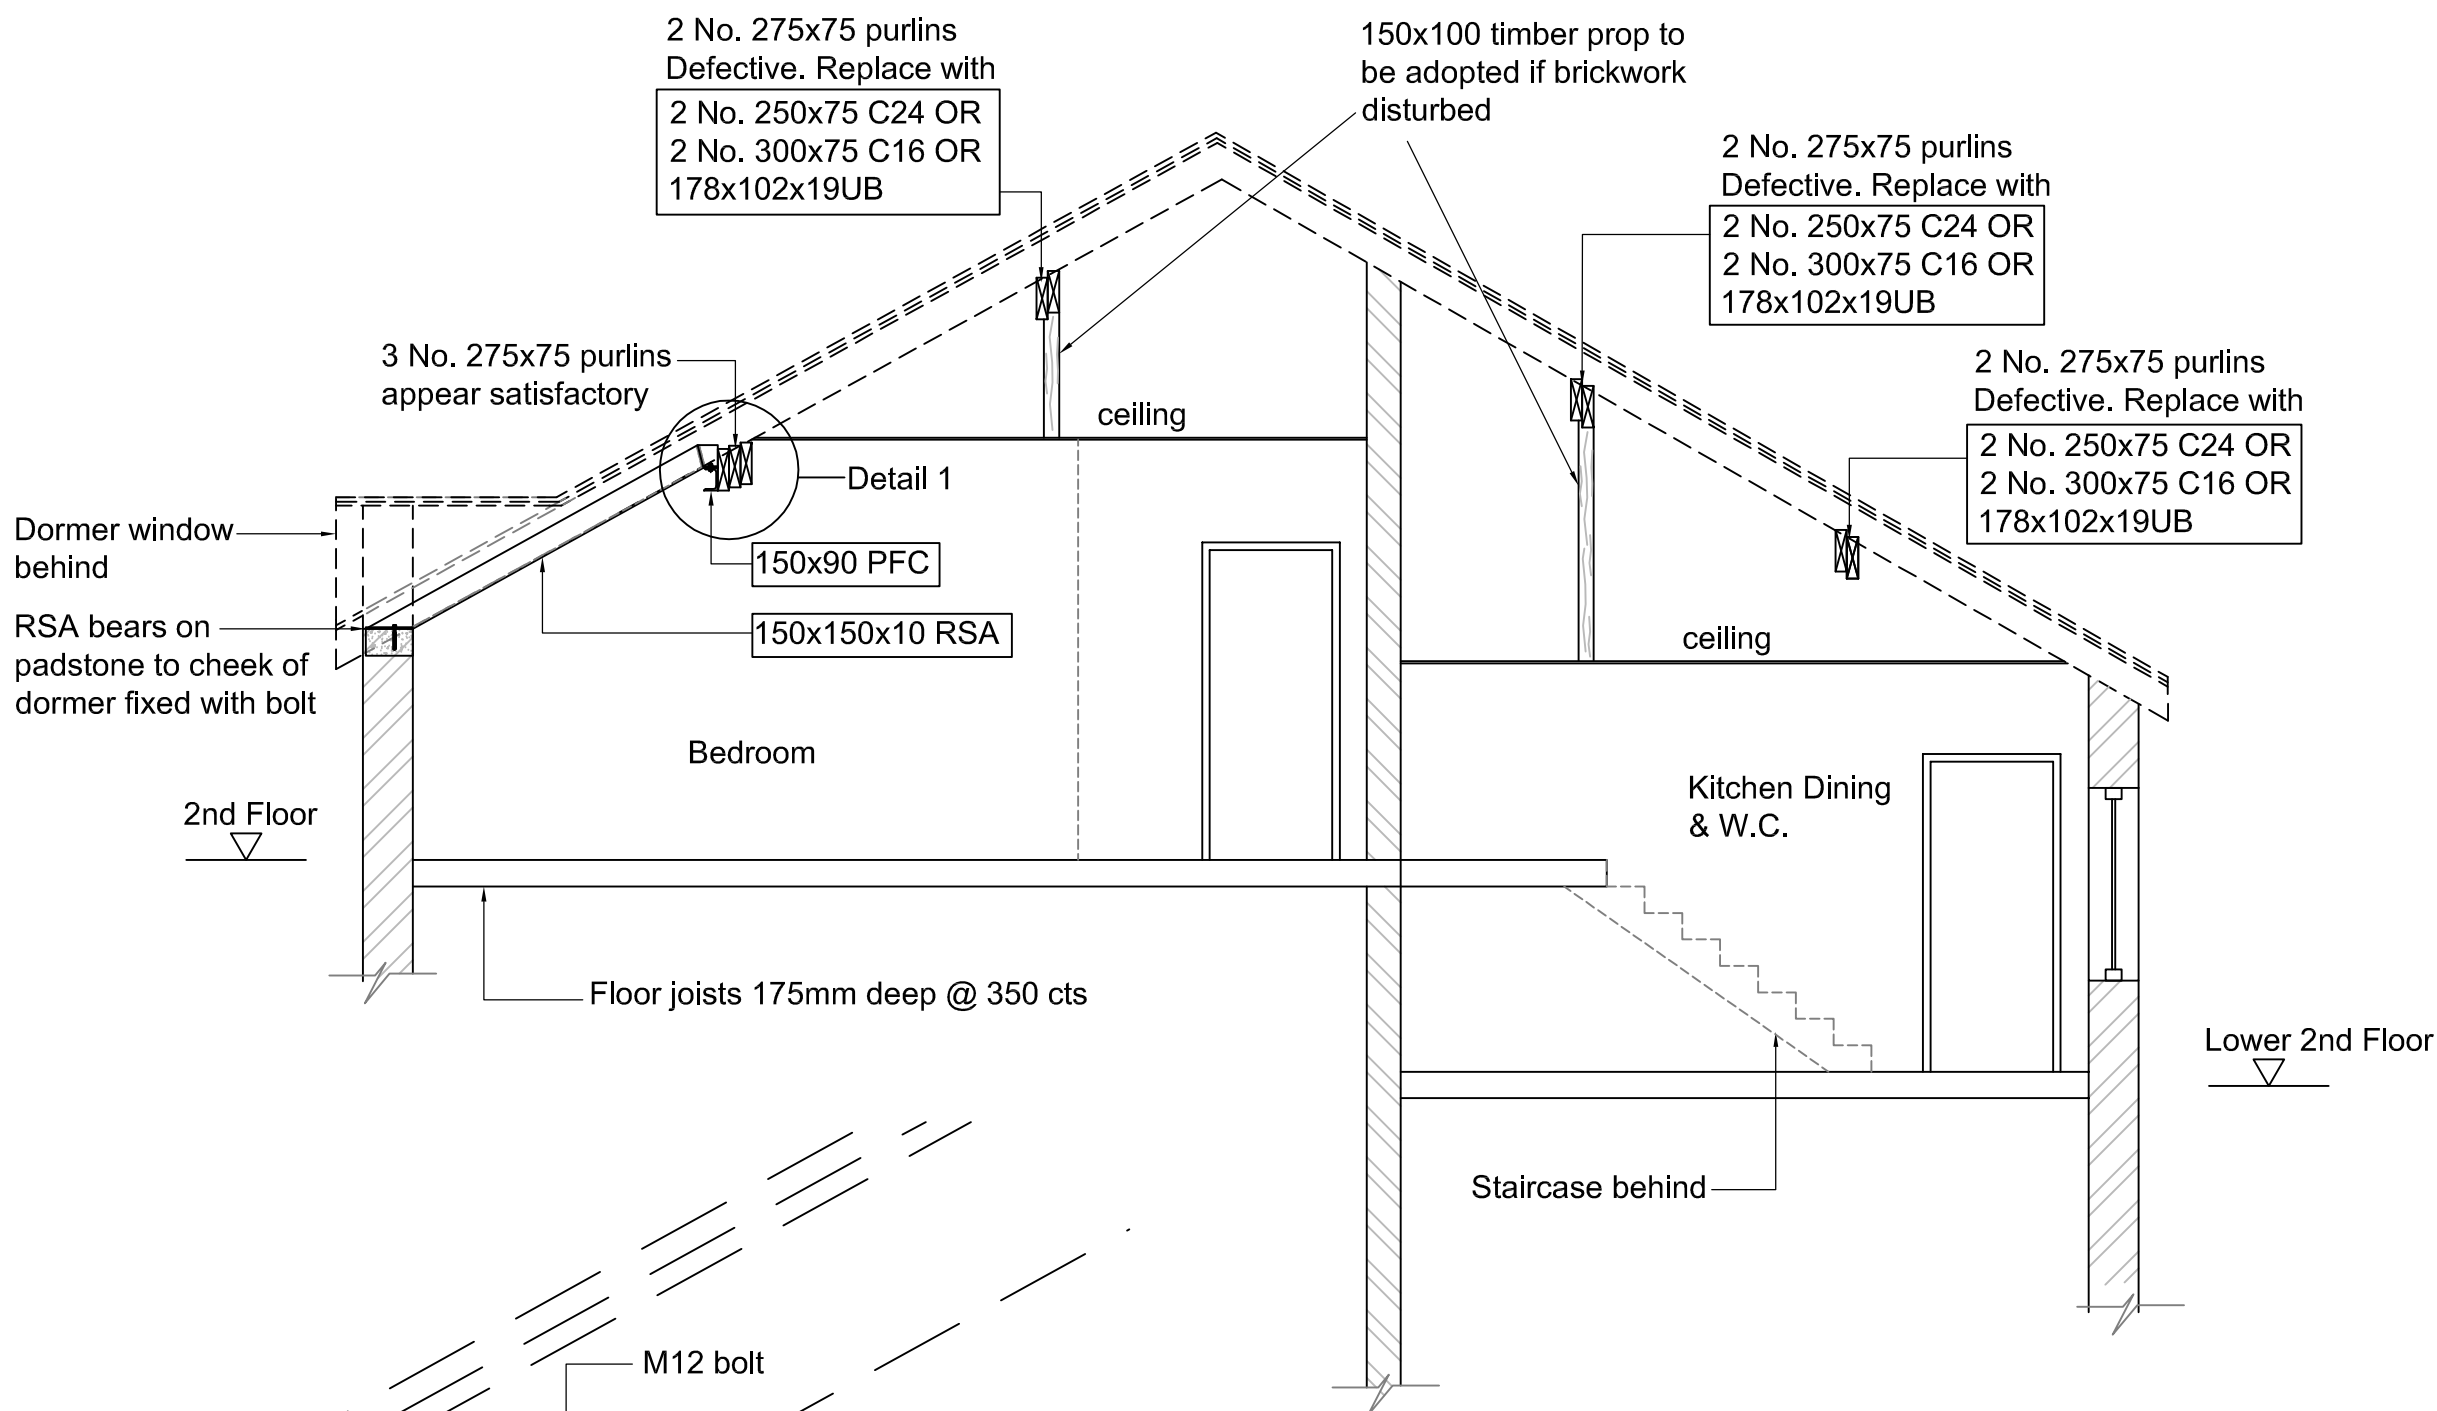 2 No. 275x75 purlins
Defective. Replace with
2 No. 250x75 C24 OR
2 No. 300x75 C16 OR
178x102x19UB
150x100 timber prop to
be adopted if brickwork
disturbed
2 No. 275x75 purlins
Defective. Replace with
2 No. 250x75 C24 OR
2 No. 300x75 C16 OR
178x102x19UB
2 No. 275x75 purlins
Defective. Replace with
2 No. 250x75 C24 OR
2 No. 300x75 C16 OR
178x102x19UB
3 No. 275x75 purlins
appear satisfactory
ceiling
Detail 1
Dormer window
behind
150x90 PFC
RSA bears on
padstone to cheek of
dormer fixed with bolt
150x150x10 RSA
ceiling
Bedroom
Kitchen Dining
& W.C.
2nd Floor
Floor joists 175mm deep @ 350 cts
Lower 2nd Floor
Staircase behind
M12 bolt